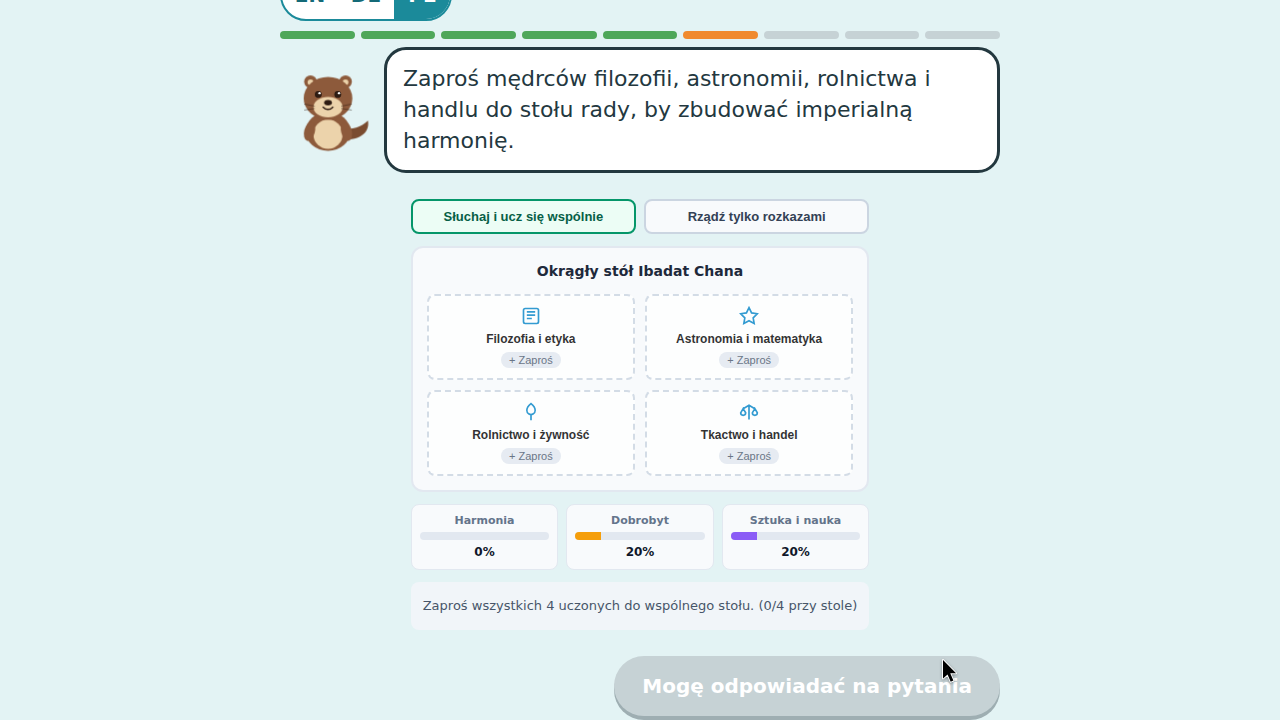 Zaproś mędrców filozofii, astronomii, rolnictwa i
handlu do stołu rady, by zbudować imperialną
harmonię.
Słuchaj i ucz się wspólnie
Rządź tylko rozkazami
Okrągły stół Ibadat Chana
Filozofia i etyka
+ Zaproś
Astronomia i matematyka
+ Zaproś
Rolnictwo i żywność
+ Zaproś
Tkactwo i handel
+ Zaproś
Harmonia
0%
Dobrobyt
20%
Sztuka i nauka
20%
Zaproś wszystkich 4 uczonych do wspólnego stołu. (0/4 przy stole)
Mogę odpowiadać na pytania